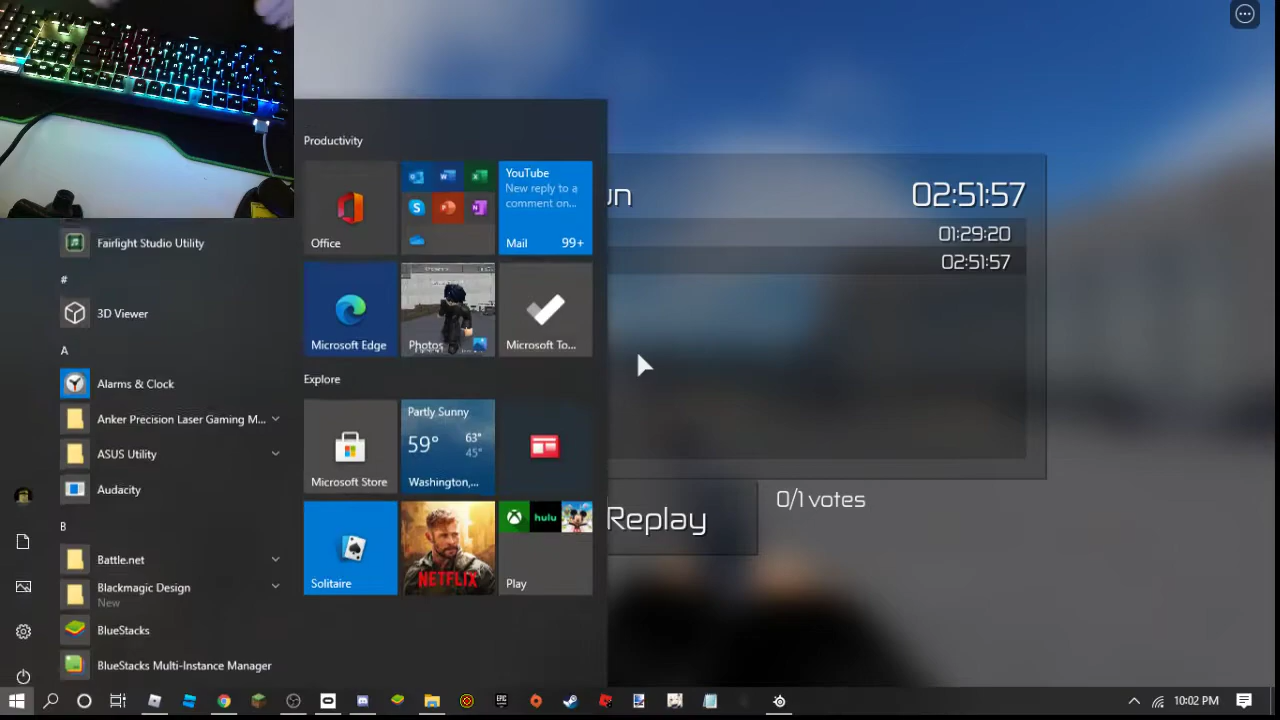 Productivity
Office
YouTube
New reply to a
comment on...
Mail 99+
Microsoft Edge
Photos
Microsoft To...
Explore
Microsoft Store
Partly Sunny
59° 63°
45°
Washington,...
Solitaire
NETFLIX
hulu
Play
Fairlight Studio Utility
#
3D Viewer
A
Alarms & Clock
Anker Precision Laser Gaming M...
ASUS Utility
Audacity
B
Battle.net
Blackmagic Design
New
BlueStacks
BlueStacks Multi-Instance Manager
un 02:51:57
01:29:20
02:51:57
Replay
0/1 votes
EPIC
10:02 PM